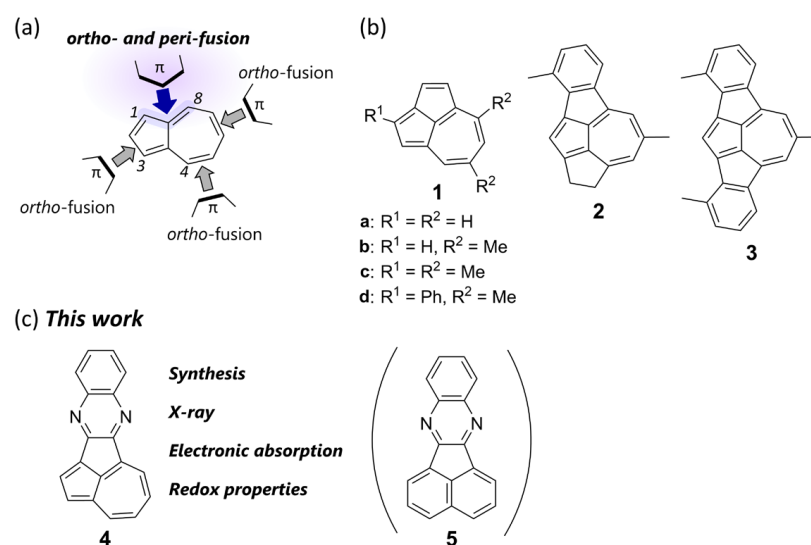 (a)
ortho- and peri-fusion
π
ortho-fusion
1
8
π
3
4
π
ortho-fusion
π
ortho-fusion
(b)
R¹
R²
R²
1
a: R¹ = R² = H
b: R¹ = H, R² = Me
c: R¹ = R² = Me
d: R¹ = Ph, R² = Me
2
3
(c) This work
N N
4
Synthesis
X-ray
Electronic absorption
Redox properties
N N
5